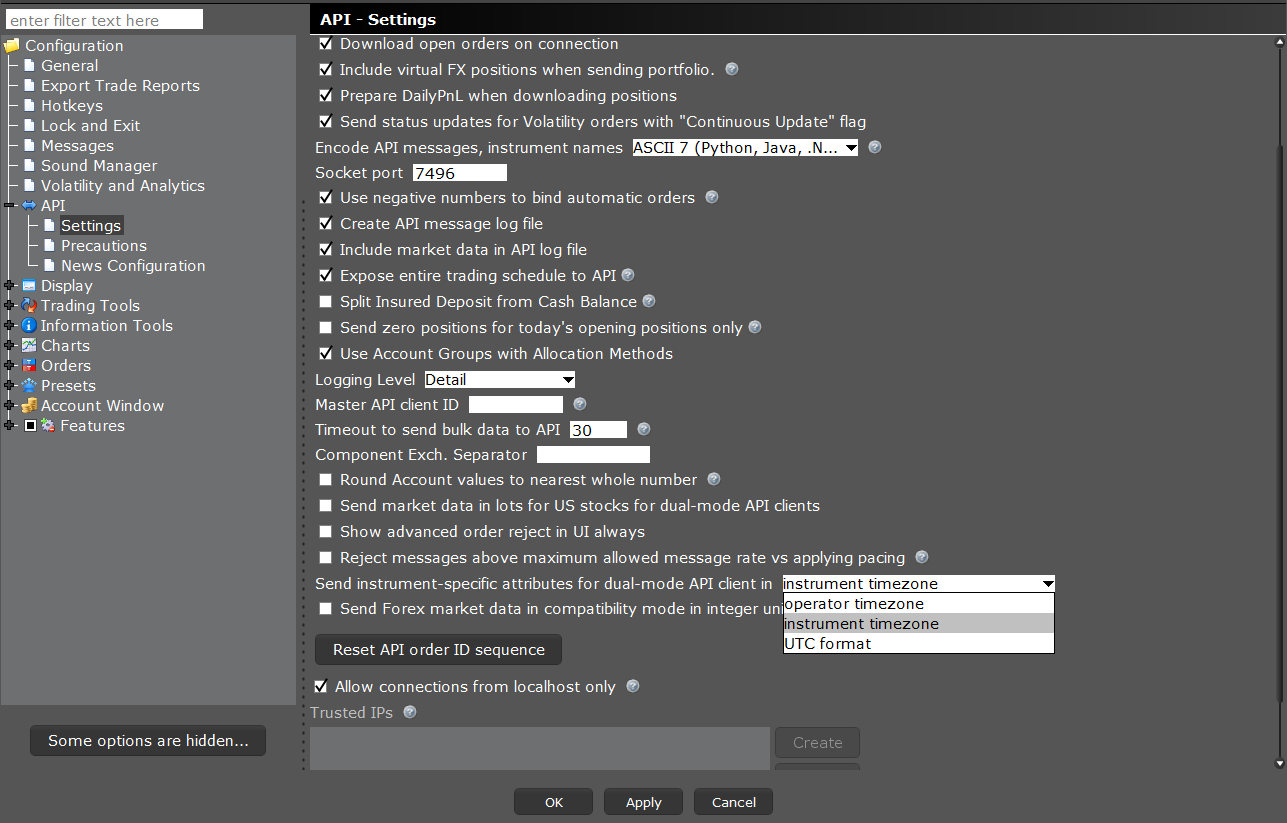 enter filter text here
Configuration
General
Export Trade Reports
Hotkeys
Lock and Exit
Messages
Sound Manager
Volatility and Analytics
API
Settings
Precautions
News Configuration
Display
Trading Tools
Information Tools
Charts
Orders
Presets
Account Window
Features
Some options are hidden...
API - Settings
Download open orders on connection
Include virtual FX positions when sending portfolio.
Prepare DailyPnL when downloading positions
Send status updates for Volatility orders with "Continuous Update" flag
Encode API messages, instrument names ASCII 7 (Python, Java, .N...
Socket port 7496
Use negative numbers to bind automatic orders
Create API message log file
Include market data in API log file
Expose entire trading schedule to API
Split Insured Deposit from Cash Balance
Send zero positions for today's opening positions only
Use Account Groups with Allocation Methods
Logging Level Detail
Master API client ID
Timeout to send bulk data to API 30
Component Exch. Separator
Round Account values to nearest whole number
Send market data in lots for US stocks for dual-mode API clients
Show advanced order reject in UI always
Reject messages above maximum allowed message rate vs applying pacing
Send instrument-specific attributes for dual-mode API client in instrument timezone
operator timezone
instrument timezone
UTC format
Send Forex market data in compatibility mode in integer uni
Reset API order ID sequence
Allow connections from localhost only
Trusted IPs
Create
OK Apply Cancel